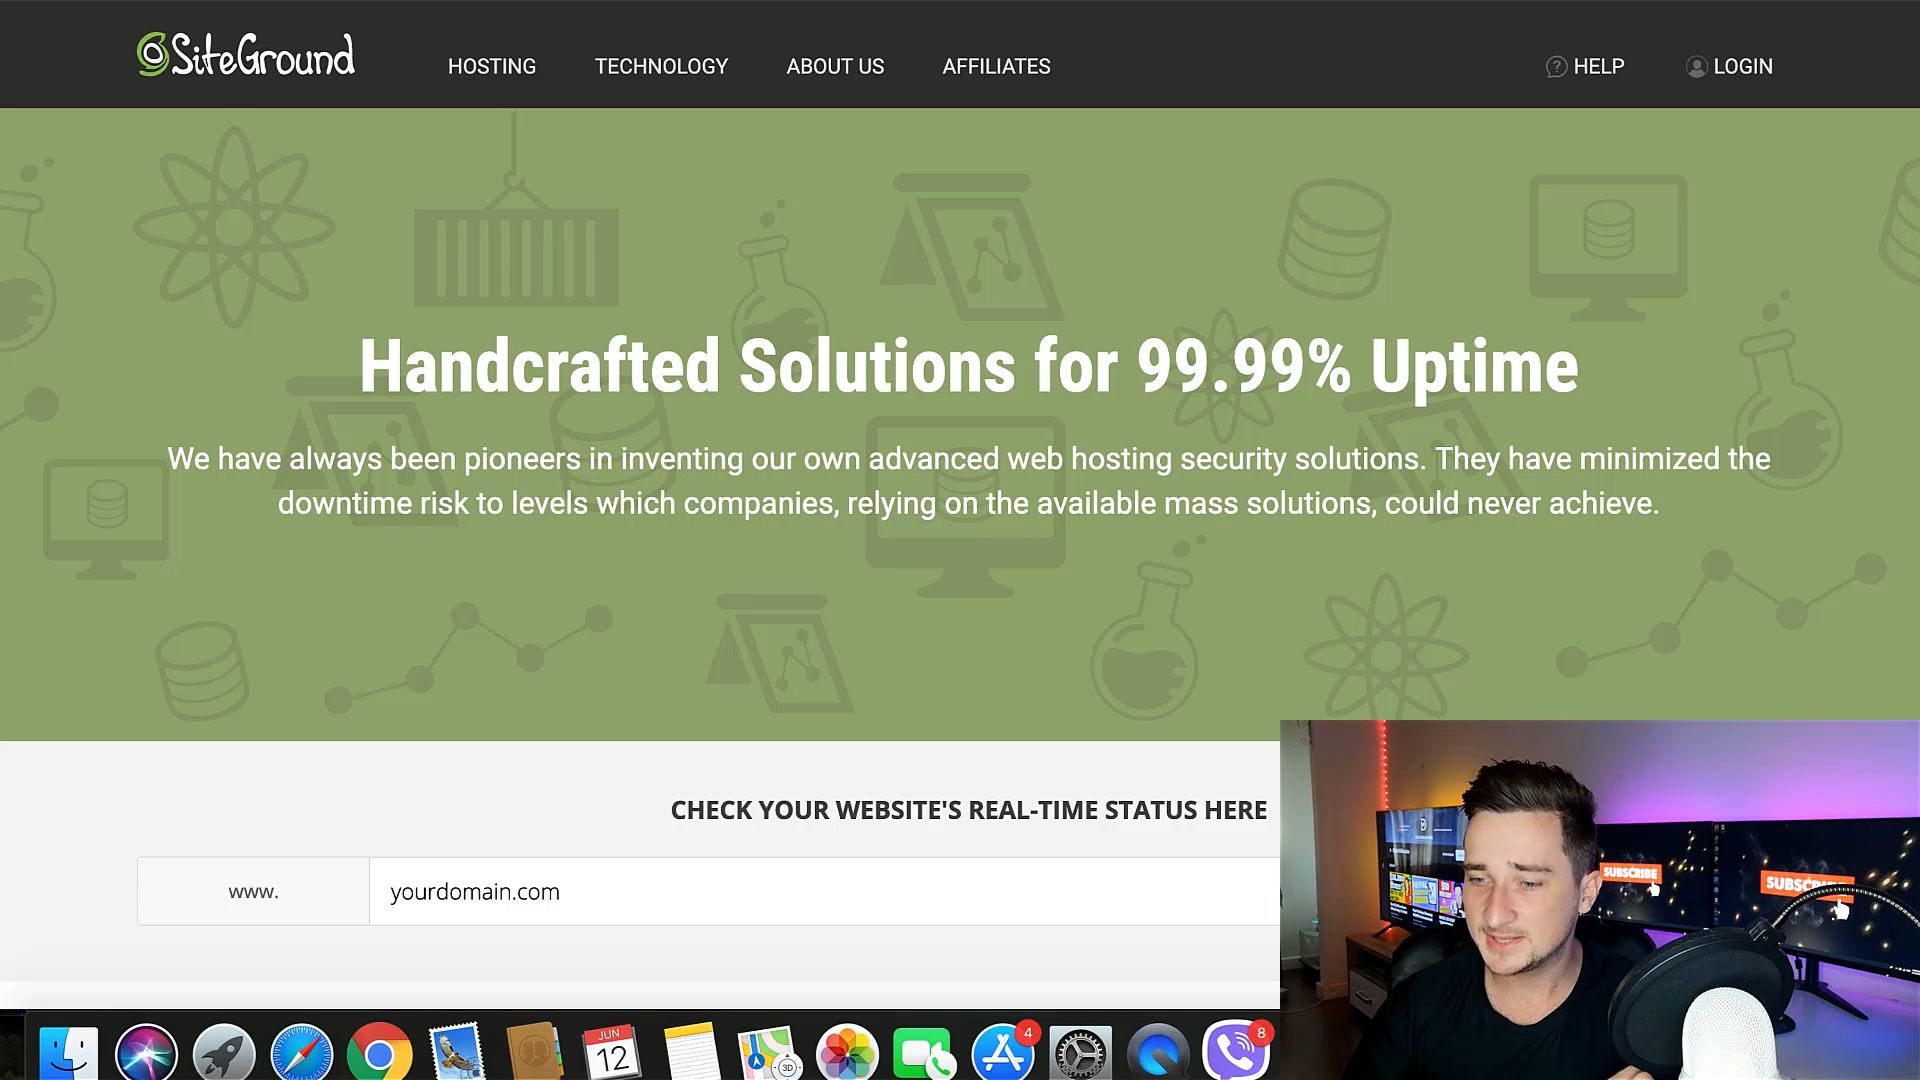 SiteGround
HOSTING TECHNOLOGY ABOUT US AFFILIATES HELP LOGIN
Handcrafted Solutions for 99.99% Uptime
We have always been pioneers in inventing our own advanced web hosting security solutions. They have minimized the
downtime risk to levels which companies, relying on the available mass solutions, could never achieve.
CHECK YOUR WEBSITE'S REAL-TIME STATUS HERE
www. yourdomain.com
SUBSCRIBE
JUN
12
3D
4
8